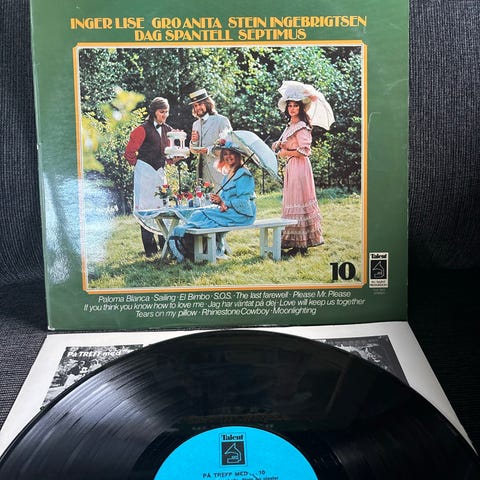 INGER LISE GRO ANITA STEIN INGEBRIGTSEN
DAG SPANTELL SEPTIMUS
10
Talent
Paloma Blanca · Sailing · El Bimbo · S.O.S. · The last farewell · Please Mr. Please
If you think you know how to love me · Jag har väntat på dej · Love will keep us together
Tears on my pillow · Rhinestone Cowboy · Moonlighting
PÅ TREFF med
Talent
PÅ TREFF MED . . . 10